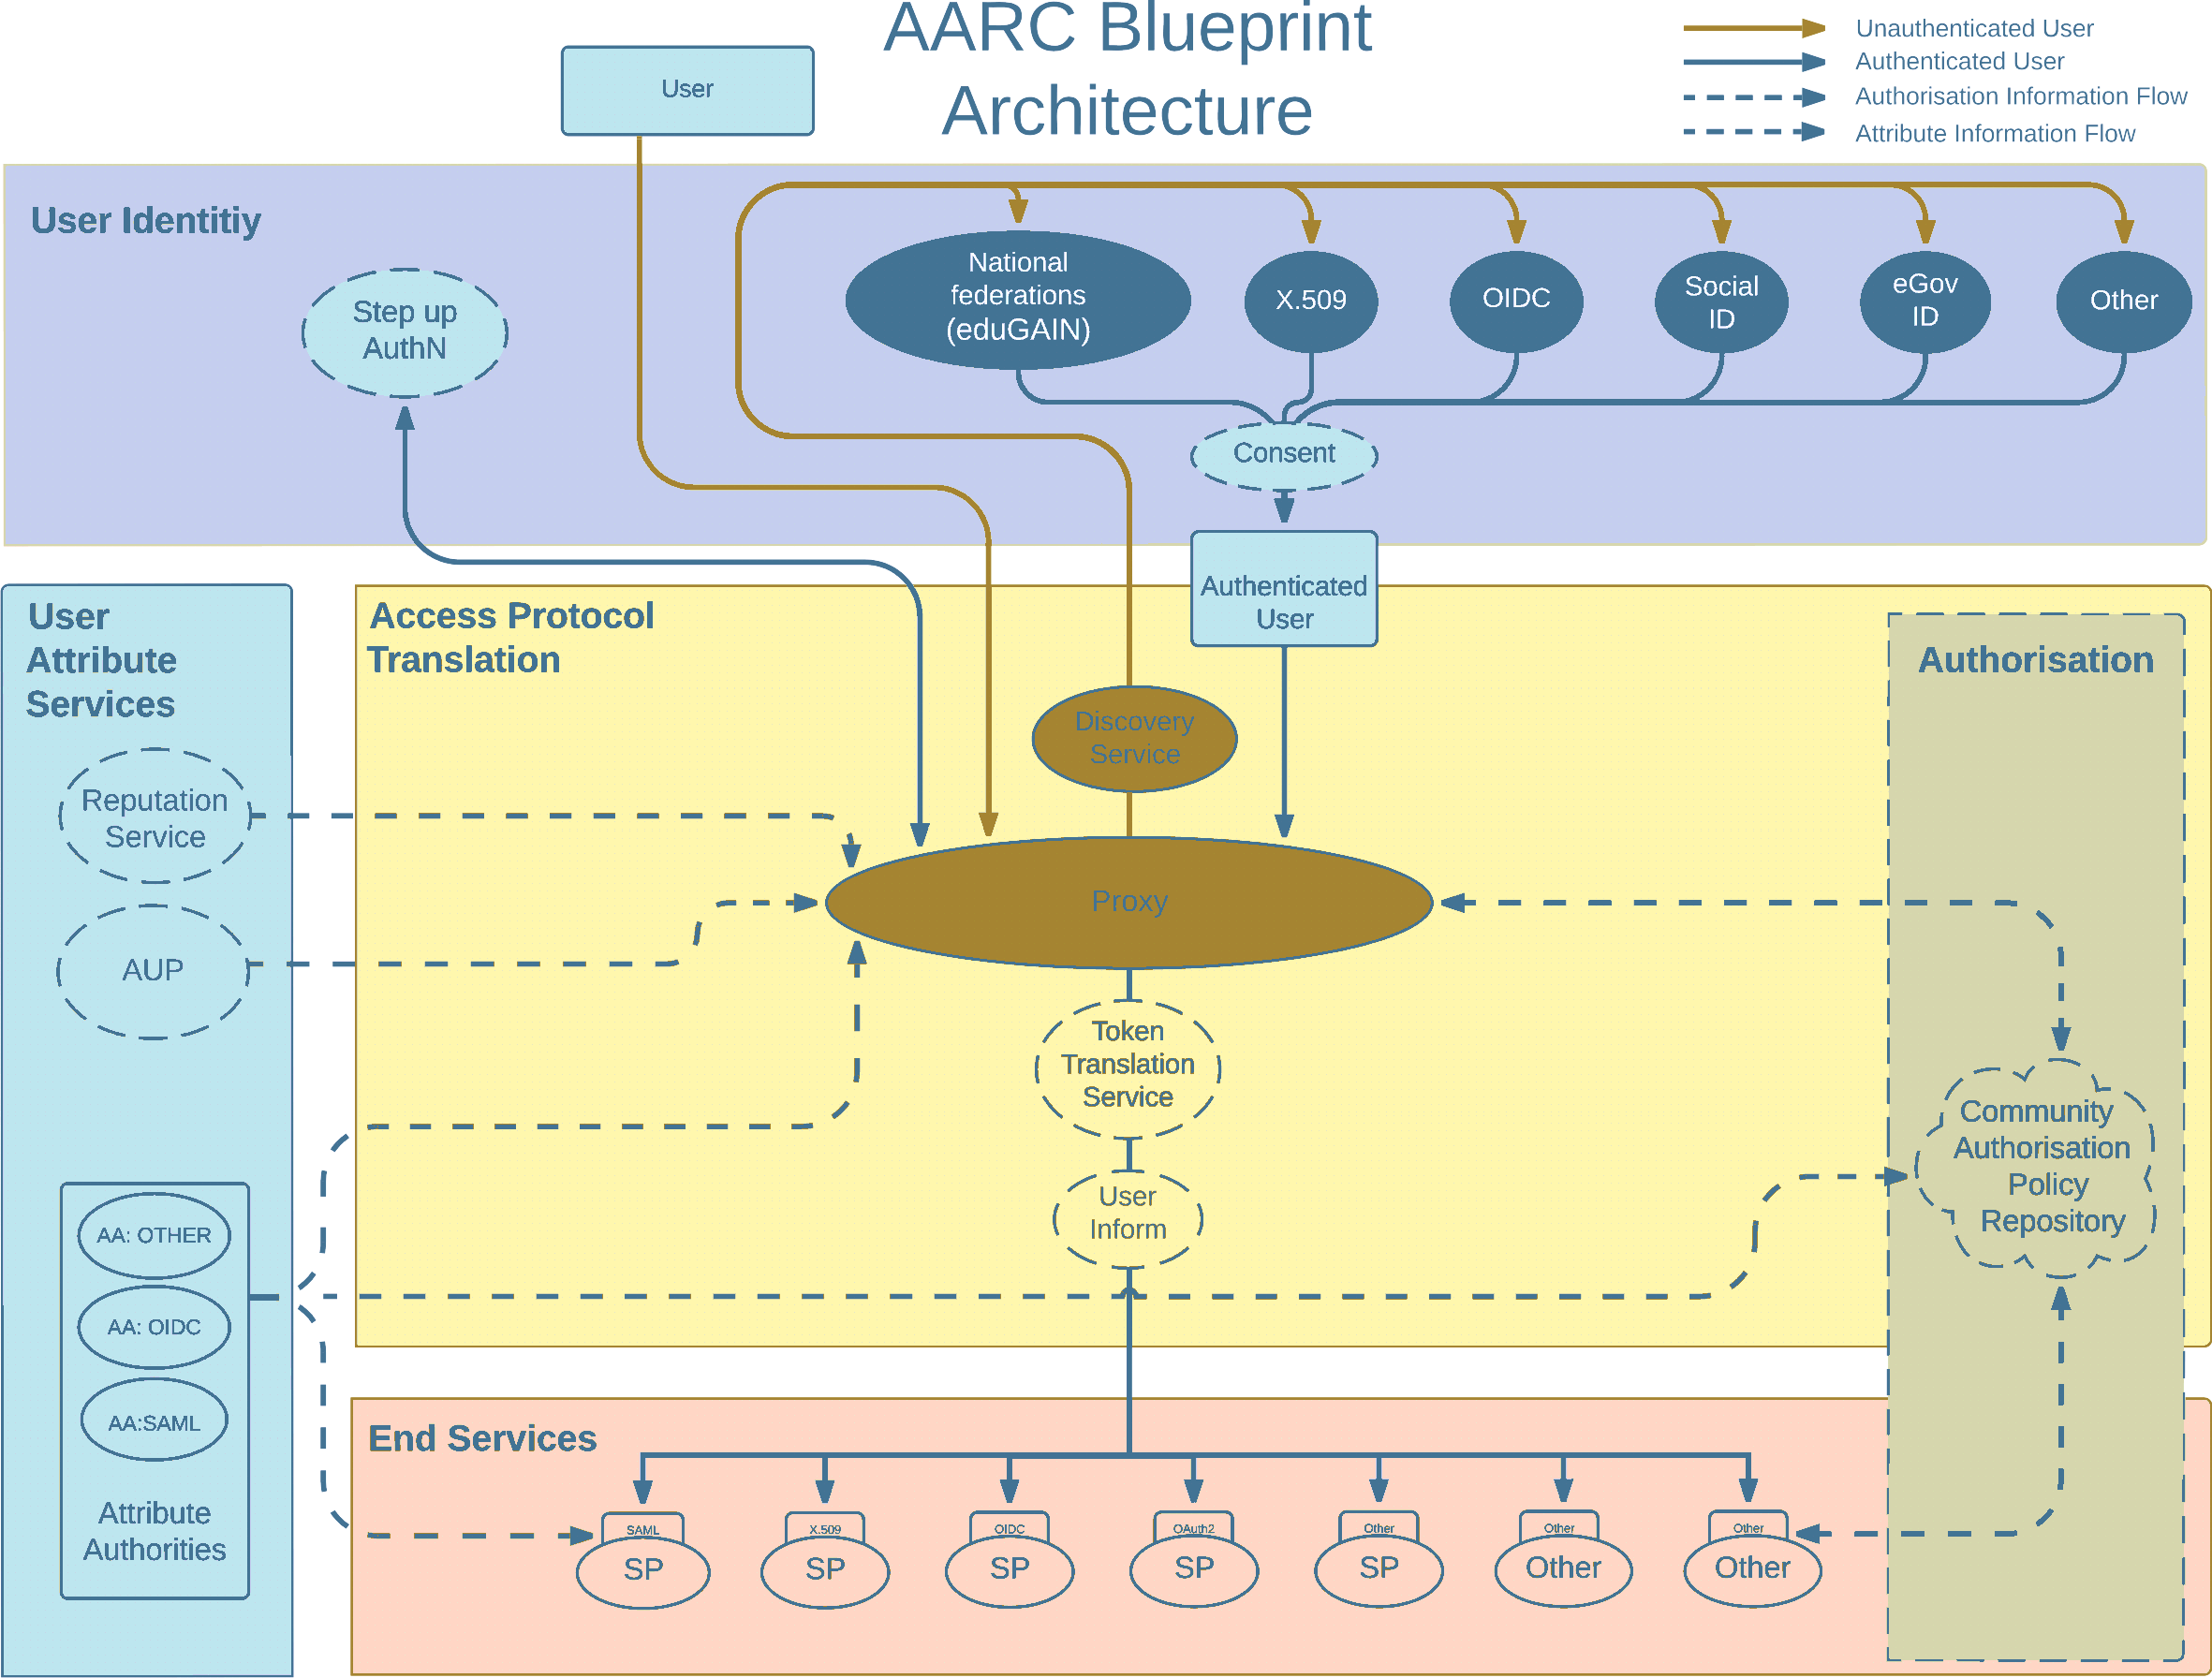 AARC Blueprint
Architecture
Unauthenticated User
Authenticated User
Authorisation Information Flow
Attribute Information Flow
User
User Identitiy
Step up
AuthN
National
federations
(eduGAIN)
X.509
OIDC
Social
ID
eGov
ID
Other
Consent
Authenticated
User
User
Attribute
Services
Access Protocol
Translation
Authorisation
Discovery
Service
Reputation
Service
Proxy
AUP
Token
Translation
Service
Community
Authorisation
Policy
Repository
User
Inform
AA: OTHER
AA: OIDC
AA:SAML
Attribute
Authorities
End Services
SAML
SP
X.509
SP
OIDC
SP
OAuth2
SP
Other
SP
Other
Other
Other
Other